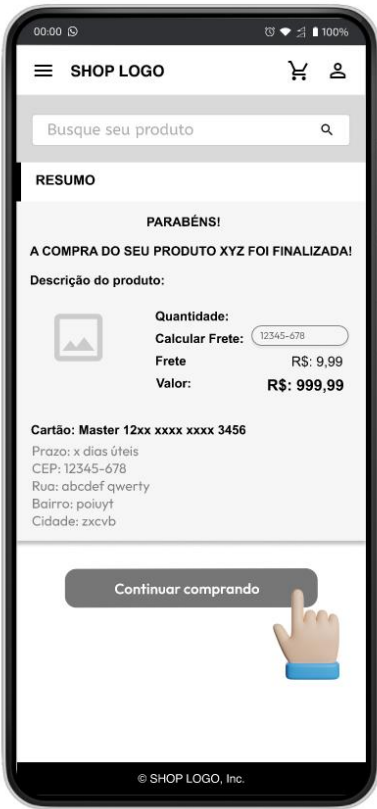 00:00 100%
SHOP LOGO
Busque seu produto
RESUMO
PARABÉNS!
A COMPRA DO SEU PRODUTO XYZ FOI FINALIZADA!
Descrição do produto:
Quantidade:
Calcular Frete: 12345-678
Frete R$: 9,99
Valor: R$: 999,99
Cartão: Master 12xx xxxx xxxx 3456
Prazo: x dias úteis
CEP: 12345-678
Rua: abcdef qwerty
Bairro: poiuyt
Cidade: zxcvb
Continuar comprando
© SHOP LOGO, Inc.